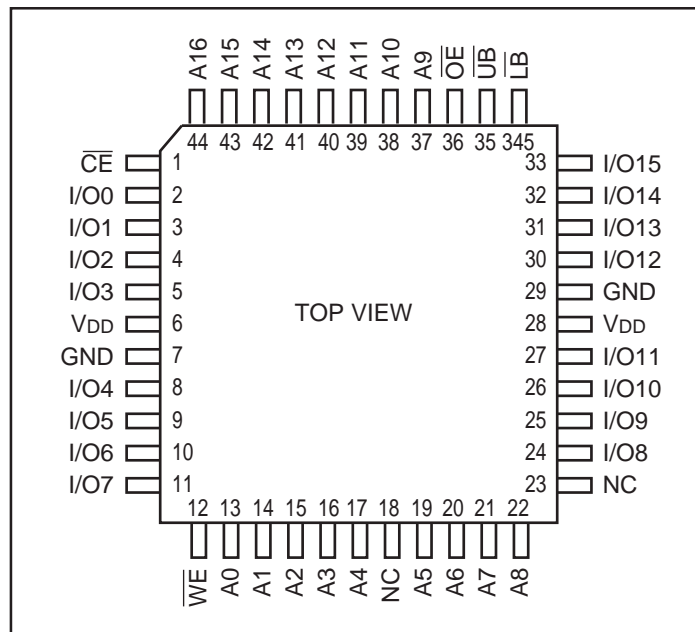 A16 A15 A14 A13 A12 A11 A10 A9 OE UB LB
44 43 42 41 40 39 38 37 36 35 345
CE 1 33 I/O15
I/O0 2 32 I/O14
I/O1 3 31 I/O13
I/O2 4 30 I/O12
I/O3 5 29 GND
VDD 6 TOP VIEW 28 VDD
GND 7 27 I/O11
I/O4 8 26 I/O10
I/O5 9 25 I/O9
I/O6 10 24 I/O8
I/O7 11 23 NC
12 13 14 15 16 17 18 19 20 21 22
WE A0 A1 A2 A3 A4 NC A5 A6 A7 A8